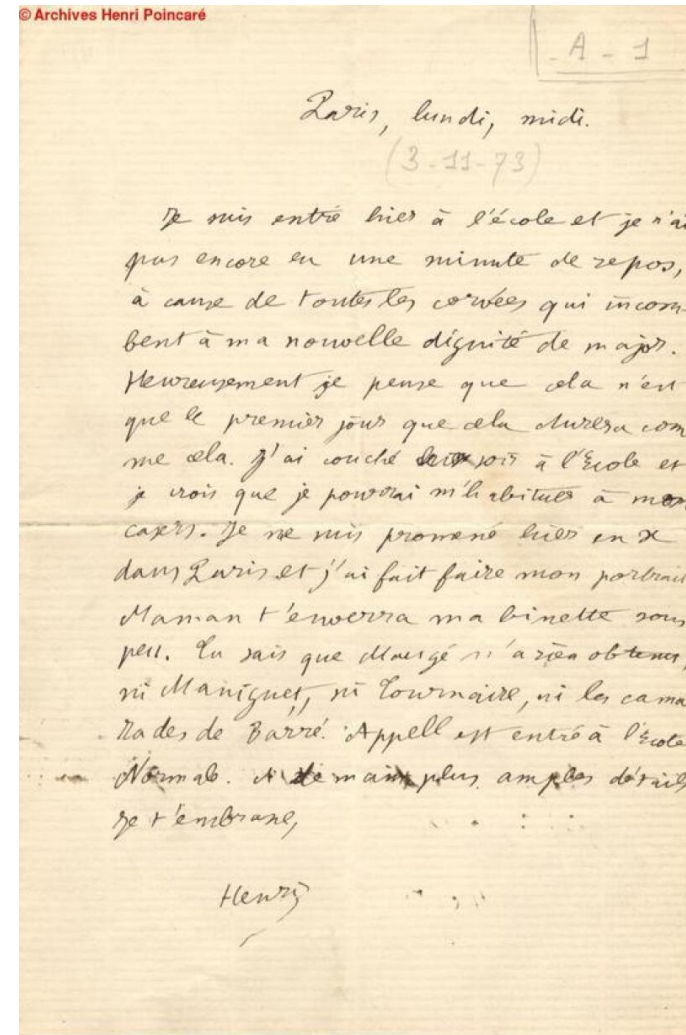 © Archives Henri Poincaré
A - 1
Paris, lundi, midi.
(3-11-73)
Je suis entré hier à l'école et je n'ai
pas encore eu une minute de repos,
à cause de toutes les corvées qui incom-
bent à ma nouvelle dignité de major.
Heureusement je pense que cela n'est
que le premier jour que cela durera com
me cela. J'ai couché soir à l'Ecole et
je crois que je pourrai m'habituer à mon
casern. Je me suis promené hier en X
dans Paris et j'ai fait faire mon portrait
Maman t'enverra ma binette sous
peu. Tu sais que n'a rien obtenu,
ni Maniguet, ni Tournaire, ni les cama
rades de Barré. Appell est entré à l'Ecole
Normale. A demain plus amples détails
Je t'embrasse,
Henri